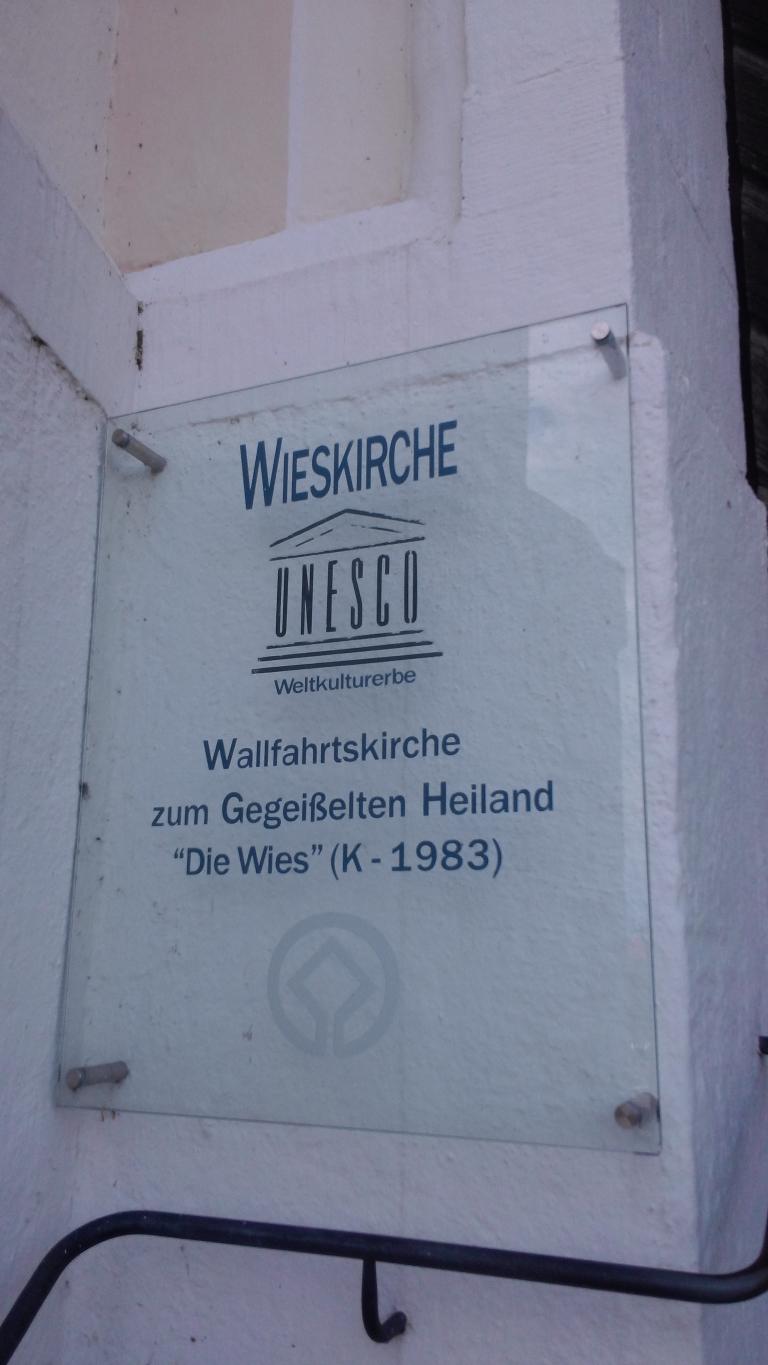 WIESKIRCHE
UNESCO
Weltkulturerbe
Wallfahrtskirche
zum Gegeißelten Heiland
“Die Wies” (K - 1983)